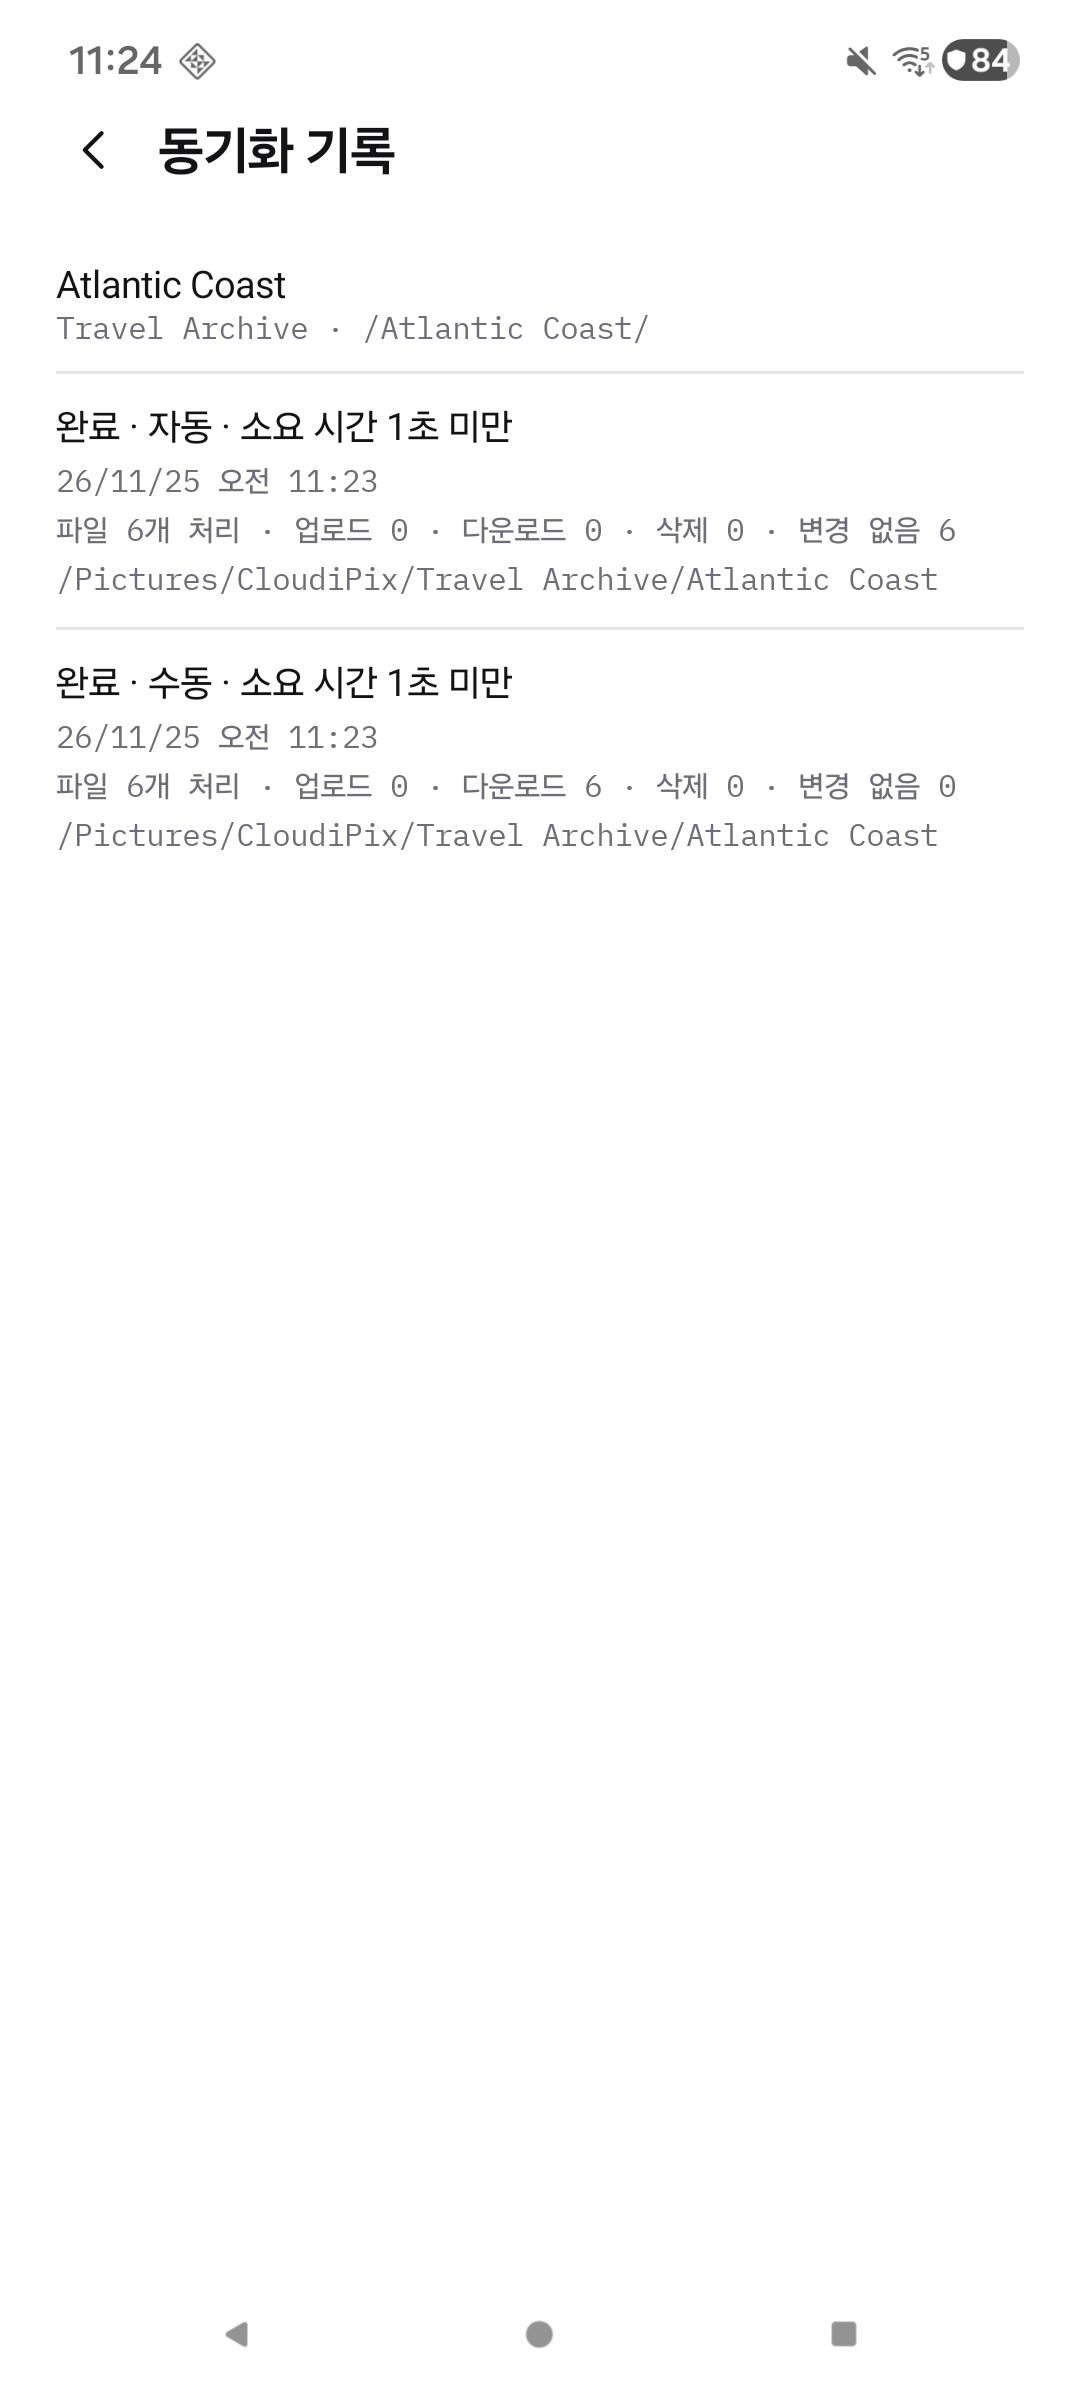 11:24
5
84
동기화 기록
Atlantic Coast
Travel Archive · /Atlantic Coast/
완료 · 자동 · 소요 시간 1초 미만
26/11/25 오전 11:23
파일 6개 처리 · 업로드 0 · 다운로드 0 · 삭제 0 · 변경 없음 6
/Pictures/CloudiPix/Travel Archive/Atlantic Coast
완료 · 수동 · 소요 시간 1초 미만
26/11/25 오전 11:23
파일 6개 처리 · 업로드 0 · 다운로드 6 · 삭제 0 · 변경 없음 0
/Pictures/CloudiPix/Travel Archive/Atlantic Coast